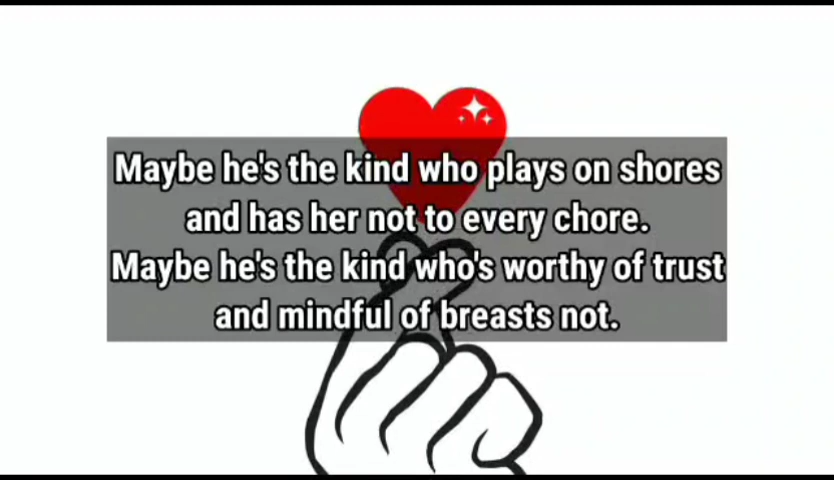 Maybe he's the kind who plays on shores
and has her not to every chore.
Maybe he's the kind who's worthy of trust
and mindful of breasts not.